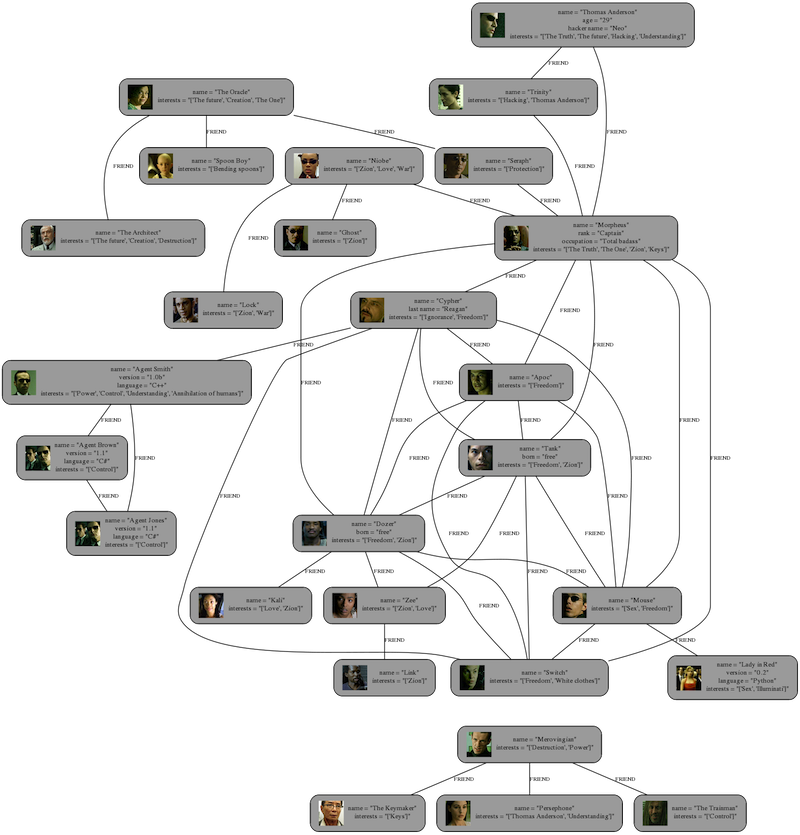 name = "Thomas Anderson"
age = "29"
hacker name = "Neo"
interests = "['The Truth', 'The future', 'Hacking', 'Understanding']"
FRIEND
name = "The Oracle"
interests = "['The future', 'Creation', 'The One']"
name = "Trinity"
interests = "['Hacking', 'Thomas Anderson']"
FRIEND
FRIEND
FRIEND
FRIEND
FRIEND
name = "Spoon Boy"
interests = "['Bending spoons']"
name = "Niobe"
interests = "['Zion', 'Love', 'War']"
name = "Seraph"
interests = "['Protection']"
FRIEND
FRIEND
FRIEND
FRIEND
name = "The Architect"
interests = "['The future', 'Creation', 'Destruction']"
name = "Ghost"
interests = "['Zion']"
name = "Morpheus"
rank = "Captain"
occupation = "Total badass"
interests = "['The Truth', 'The One', 'Zion', 'Keys']"
FRIEND
name = "Lock"
interests = "['Zion', 'War']"
name = "Cypher"
last name = "Reagan"
interests = "['Ignorance', 'Freedom']"
FRIEND
FRIEND
FRIEND
FRIEND
name = "Agent Smith"
version = "1.0b"
language = "C++"
interests = "['Power', 'Control', 'Understanding', 'Annihilation of humans']"
FRIEND
FRIEND
name = "Apoc"
interests = "['Freedom']"
FRIEND
FRIEND
FRIEND
FRIEND
name = "Agent Brown"
version = "1.1"
language = "C#"
interests = "['Control']"
FRIEND
FRIEND
FRIEND
name = "Tank"
born = "free"
interests = "['Freedom', 'Zion']"
FRIEND
FRIEND
FRIEND
FRIEND
FRIEND
FRIEND
name = "Agent Jones"
version = "1.1"
language = "C#"
interests = "['Control']"
name = "Dozer"
born = "free"
interests = "['Freedom', 'Zion']"
FRIEND
FRIEND
FRIEND
FRIEND
FRIEND
FRIEND
FRIEND
FRIEND
name = "Kali"
interests = "['Love', 'Zion']"
name = "Zee"
interests = "['Zion', 'Love']"
FRIEND
name = "Mouse"
interests = "['Sex', 'Freedom']"
FRIEND
FRIEND
FRIEND
name = "Link"
interests = "['Zion']"
name = "Switch"
interests = "['Freedom', 'White clothes']"
name = "Lady in Red"
version = "0.2"
language = "Python"
interests = "['Sex', 'Illuminati']"
name = "Merovingian"
interests = "['Destruction', 'Power']"
FRIEND
FRIEND
FRIEND
name = "The Keymaker"
interests = "['Keys']"
name = "Persephone"
interests = "['Thomas Anderson', 'Understanding']"
name = "The Trainman"
interests = "['Control']"